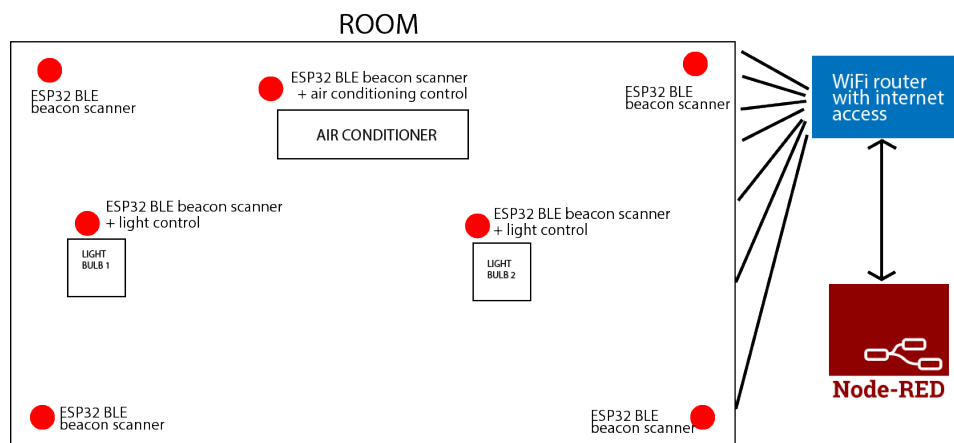 ROOM
ESP32 BLE
beacon scanner
ESP32 BLE beacon scanner
+ air conditioning control
ESP32 BLE
beacon scanner
WiFi router
with internet
access
AIR CONDITIONER
ESP32 BLE beacon scanner
+ light control
ESP32 BLE beacon scanner
+ light control
LIGHT
BULB 1
LIGHT
BULB 2
Node-RED
ESP32 BLE
beacon scanner
ESP32 BLE
beacon scanner